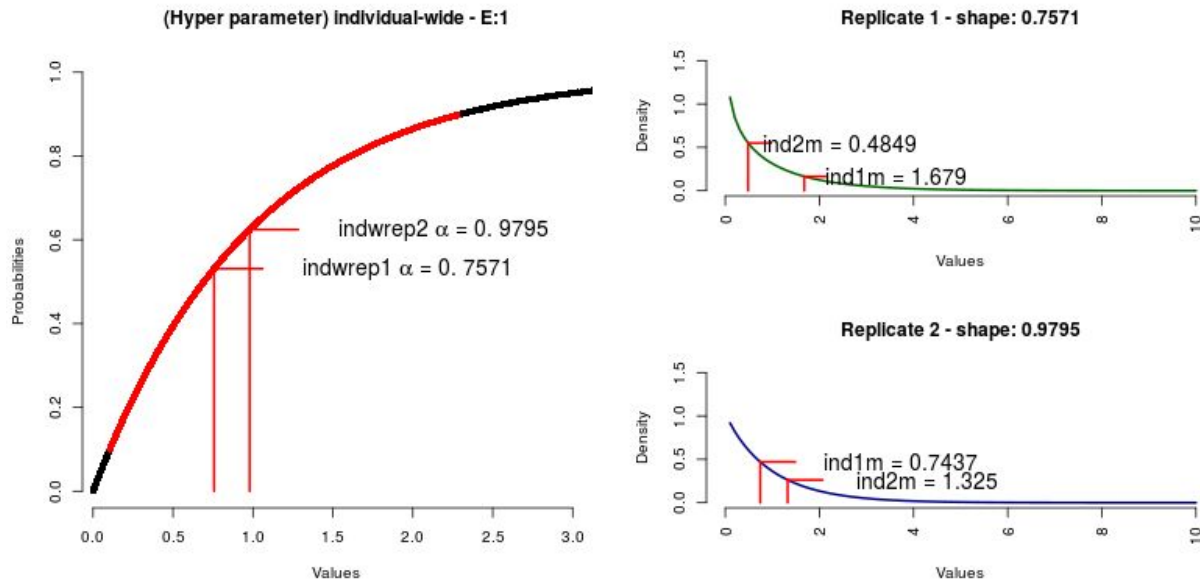 (Hyper parameter) individual-wide - E:1
Probabilities
1.0
0.8
0.6
0.4
0.2
0.0
indwrep2 α = 0. 9795
indwrep1 α = 0. 7571
0.0 0.5 1.0 1.5 2.0 2.5 3.0
Values
Replicate 1 - shape: 0.7571
Density
1.5
1.0
0.5
0.0
ind2m = 0.4849
ind1m = 1.679
0 2 4 6 8 10
Values
Replicate 2 - shape: 0.9795
Density
1.5
1.0
0.5
0.0
ind1m = 0.7437
ind2m = 1.325
0 2 4 6 8 10
Values